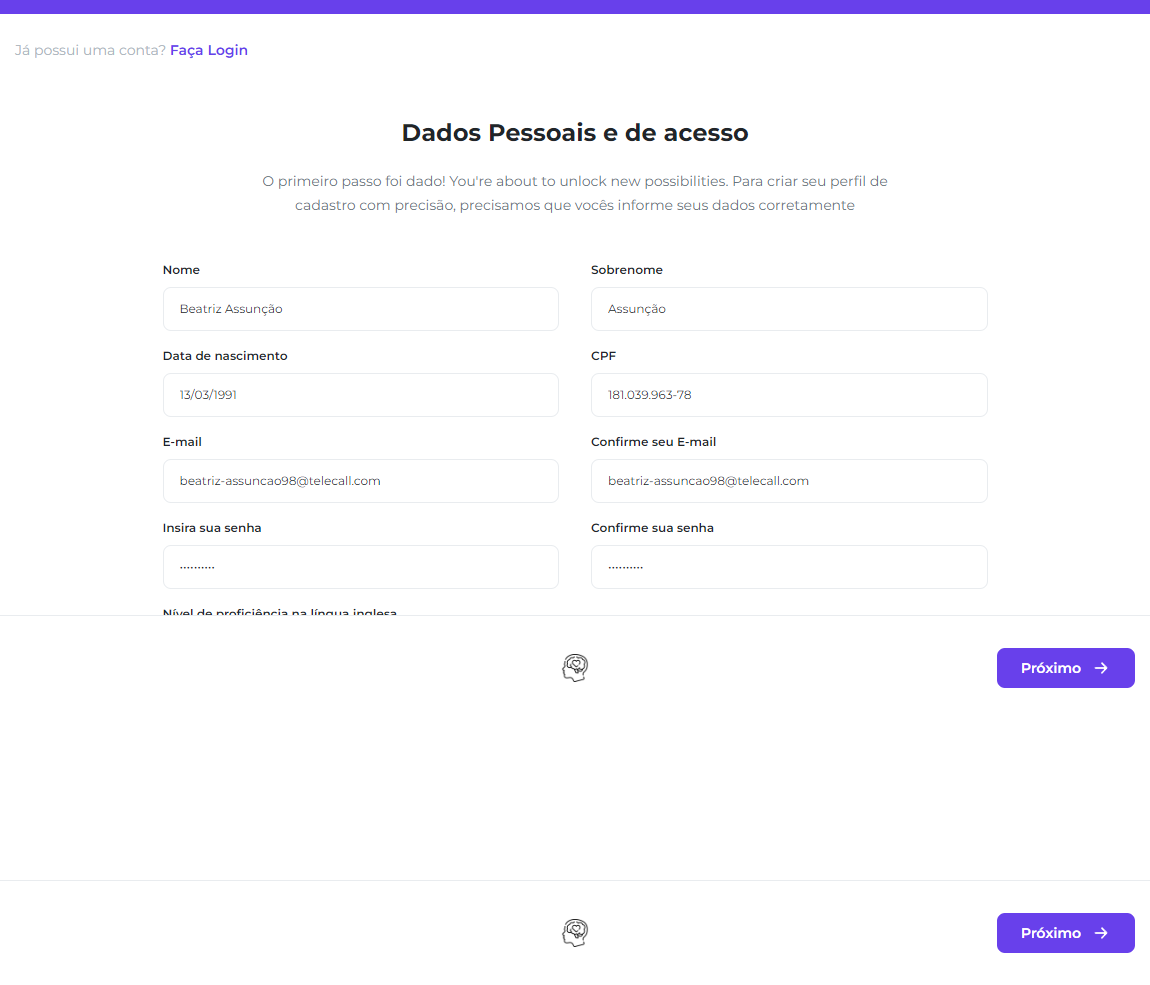 Já possui uma conta? Faça Login
Dados Pessoais e de acesso
O primeiro passo foi dado! You're about to unlock new possibilities. Para criar seu perfil de
cadastro com precisão, precisamos que vocês informe seus dados corretamente
Nome
Sobrenome
Beatriz Assunção
Assunção
Data de nascimento
CPF
13/03/1991
181.039.963-78
E-mail
Confirme seu E-mail
beatriz-assuncao98@telecall.com
beatriz-assuncao98@telecall.com
Insira sua senha
Confirme sua senha
••••••••••
••••••••••
Nível de proficiência na língua inglesa
Próximo
Próximo